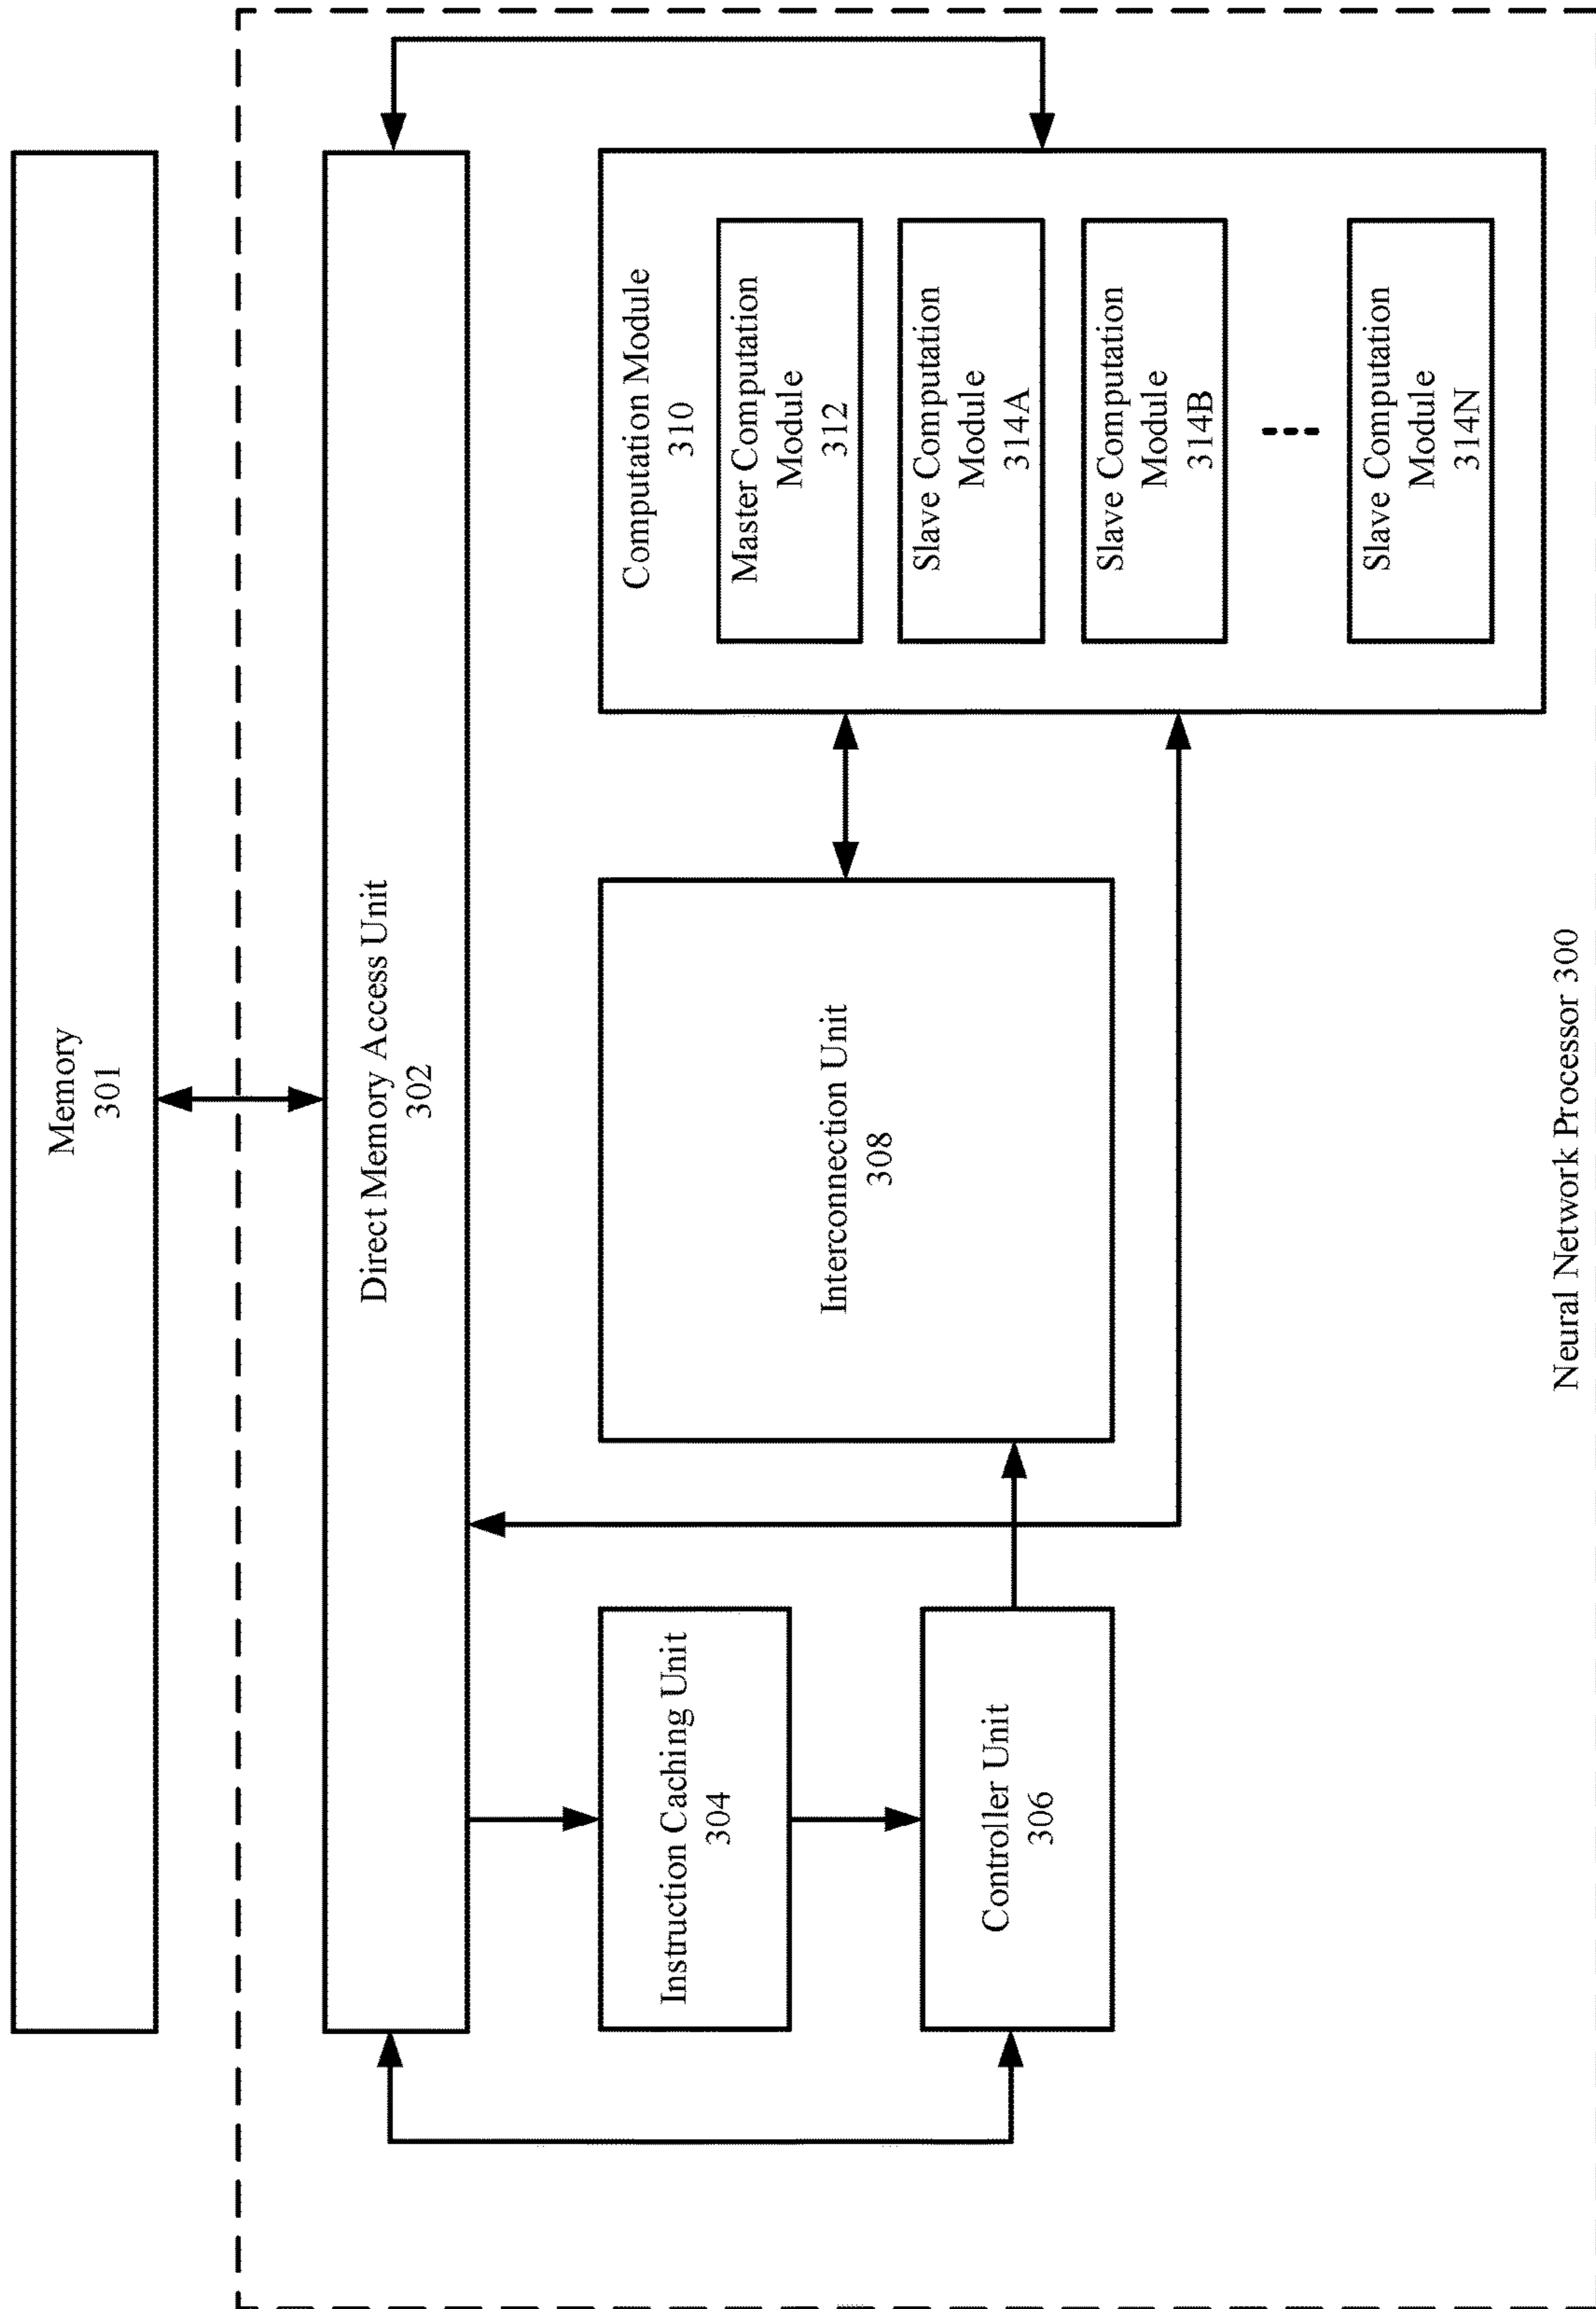 Memory
301
Direct Memory Access Unit
302
Instruction Caching Unit
304
Controller Unit
306
Interconnection Unit
308
Computation Module
310
Master Computation
Module
312
Slave Computation
Module
314A
Slave Computation
Module
314B
Slave Computation
Module
314N
Neural Network Processor 300